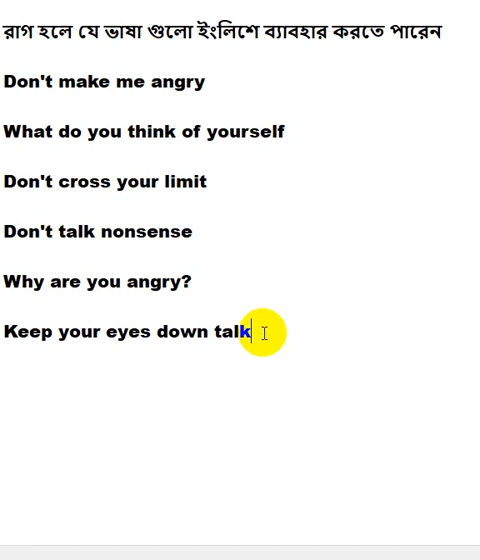 রাগ হলে যে ভাষা গুলো ইংলিশে ব্যাবহার করতে পারেন
Don't make me angry
What do you think of yourself
Don't cross your limit
Don't talk nonsense
Why are you angry?
Keep your eyes down talk